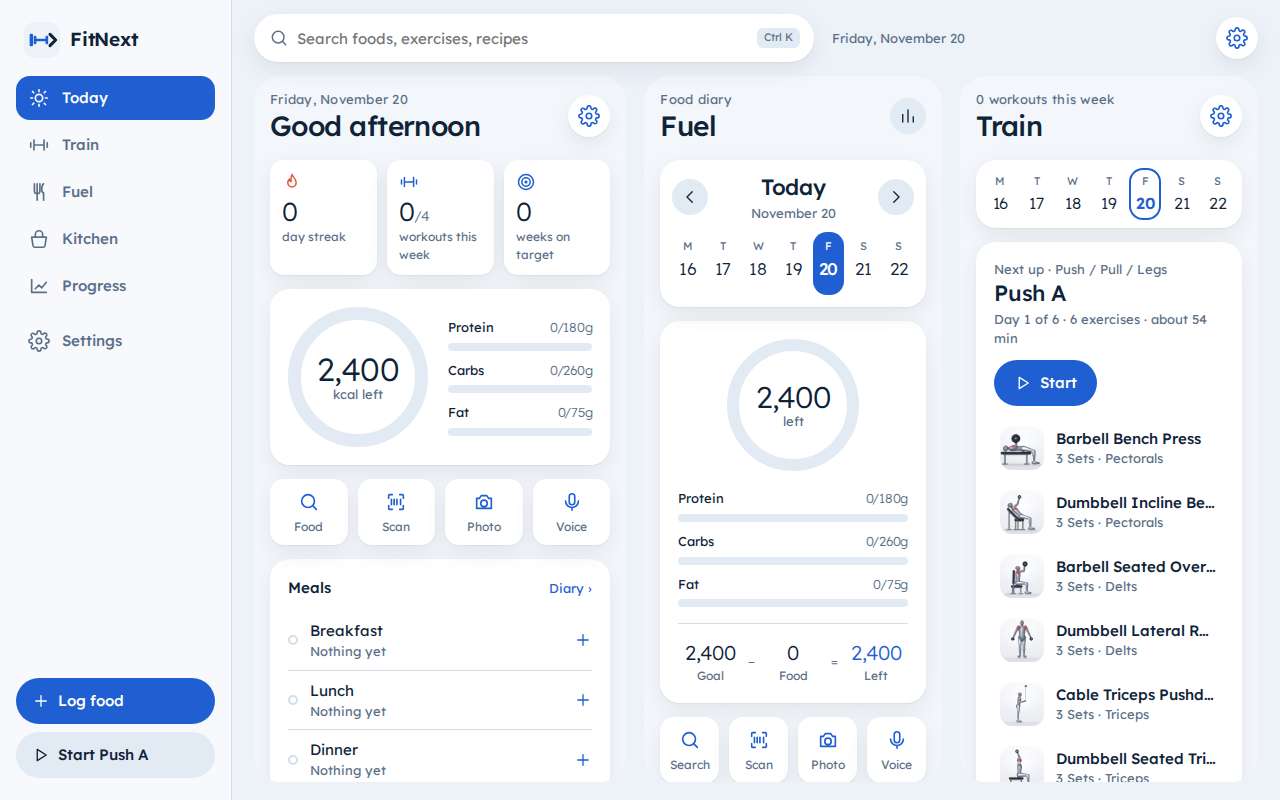 FitNext
Today
Train
Fuel
Kitchen
Progress
Settings
Log food
Start Push A
Search foods, exercises, recipes
Ctrl K
Friday, November 20
Friday, November 20
Good afternoon
0
day streak
0/4
workouts this
week
0
weeks on
target
2,400
kcal left
Protein 0/180g
Carbs 0/260g
Fat 0/75g
Food
Scan
Photo
Voice
Meals
Diary ›
Breakfast
Nothing yet
Lunch
Nothing yet
Dinner
Nothing yet
Food diary
Fuel
Today
November 20
M T W T F S S
16 17 18 19 20 21 22
2,400
left
Protein 0/180g
Carbs 0/260g
Fat 0/75g
2,400 – 0 = 2,400
Goal Food Left
Search
Scan
Photo
Voice
0 workouts this week
Train
M T W T F S S
16 17 18 19 20 21 22
Next up · Push / Pull / Legs
Push A
Day 1 of 6 · 6 exercises · about 54
min
Start
Barbell Bench Press
3 Sets · Pectorals
Dumbbell Incline Be...
3 Sets · Pectorals
Barbell Seated Over...
3 Sets · Delts
Dumbbell Lateral R...
3 Sets · Delts
Cable Triceps Pushd...
3 Sets · Triceps
Dumbbell Seated Tri...
3 Sets · Triceps